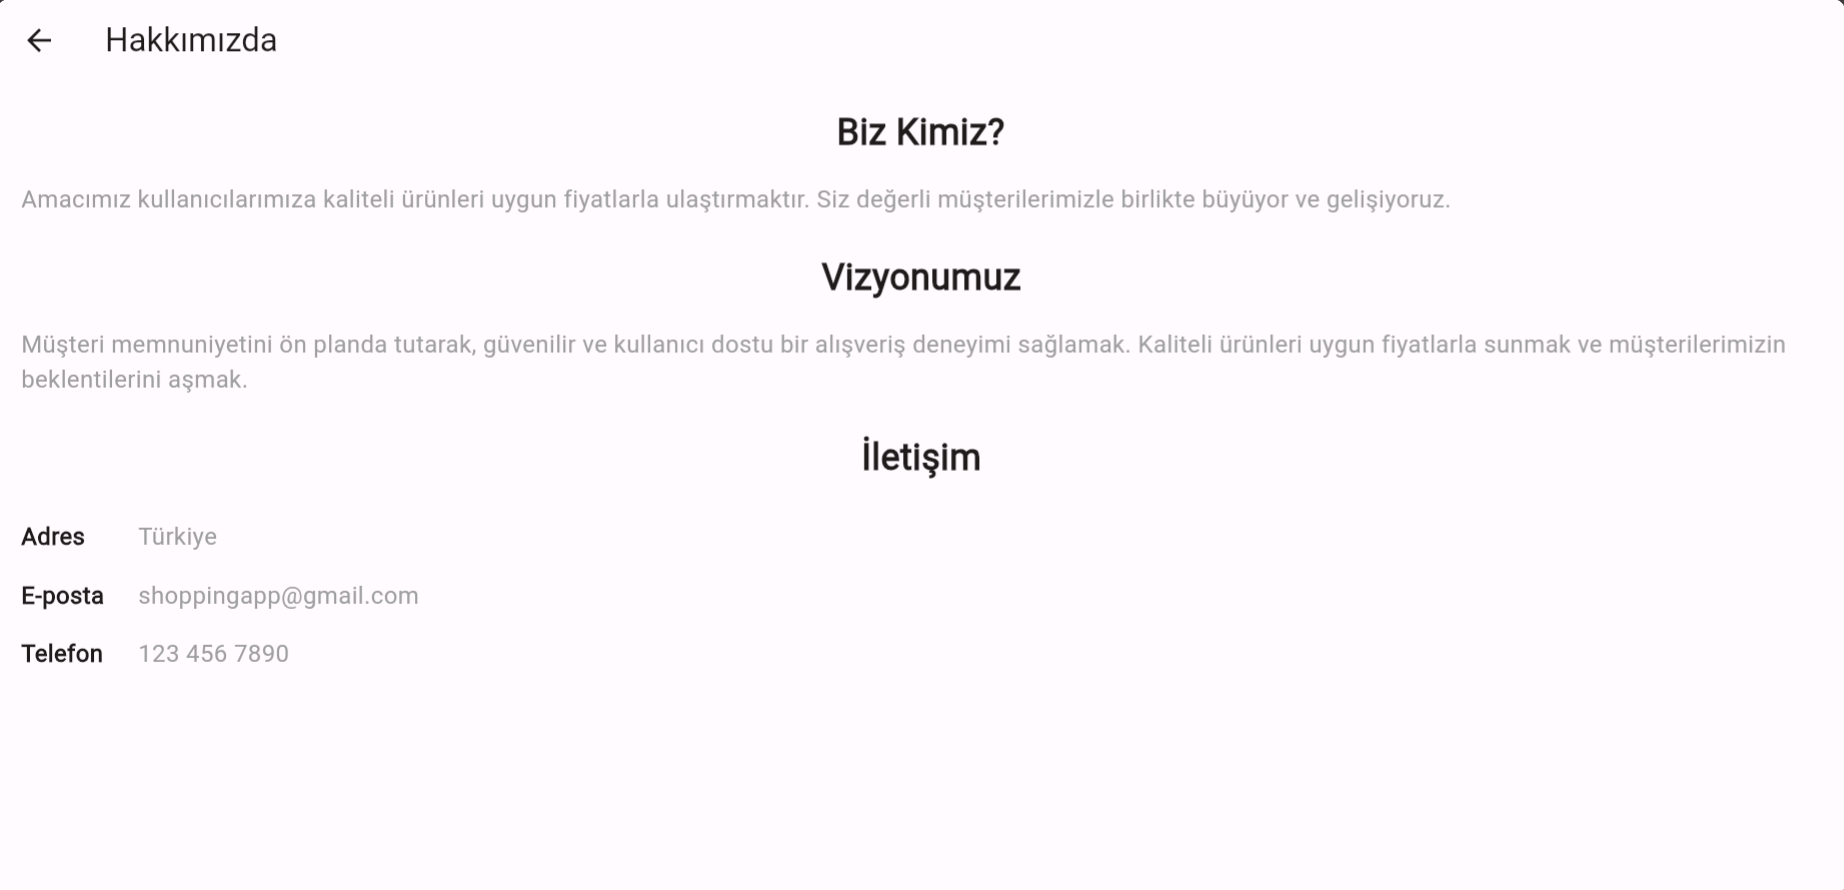 Hakkımızda
Biz Kimiz?
Amacımız kullanıcılarımıza kaliteli ürünleri uygun fiyatlarla ulaştırmaktır. Siz değerli müşterilerimizle birlikte büyüyor ve gelişiyoruz.
Vizyonumuz
Müşteri memnuniyetini ön planda tutarak, güvenilir ve kullanıcı dostu bir alışveriş deneyimi sağlamak. Kaliteli ürünleri uygun fiyatlarla sunmak ve müşterilerimizin
beklentilerini aşmak.
İletişim
Adres Türkiye
E-posta shoppingapp@gmail.com
Telefon 123 456 7890